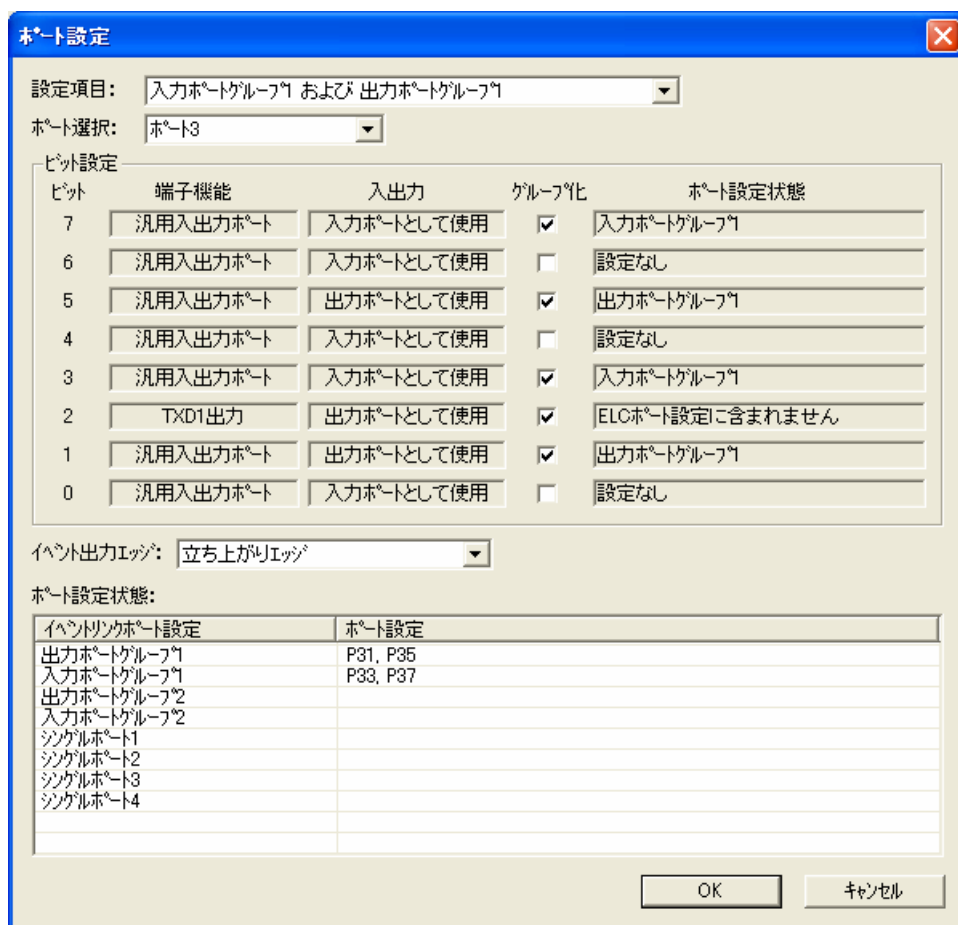 ﾎﾟｰﾄ設定
設定項目: 入力ﾎﾟｰﾄｸﾞﾙｰﾌﾟ1 および 出力ﾎﾟｰﾄｸﾞﾙｰﾌﾟ1
ﾎﾟｰﾄ選択: ﾎﾟｰﾄ3
ﾋﾞｯﾄ設定
ﾋﾞｯﾄ 端子機能 入出力 ｸﾞﾙｰﾌﾟ化 ﾎﾟｰﾄ設定状態
7 汎用入出力ﾎﾟｰﾄ 入力ﾎﾟｰﾄとして使用 入力ﾎﾟｰﾄｸﾞﾙｰﾌﾟ1
6 汎用入出力ﾎﾟｰﾄ 入力ﾎﾟｰﾄとして使用 設定なし
5 汎用入出力ﾎﾟｰﾄ 出力ﾎﾟｰﾄとして使用 出力ﾎﾟｰﾄｸﾞﾙｰﾌﾟ1
4 汎用入出力ﾎﾟｰﾄ 入力ﾎﾟｰﾄとして使用 設定なし
3 汎用入出力ﾎﾟｰﾄ 入力ﾎﾟｰﾄとして使用 入力ﾎﾟｰﾄｸﾞﾙｰﾌﾟ1
2 TXD1出力 出力ﾎﾟｰﾄとして使用 ELCﾎﾟｰﾄ設定に含まれません
1 汎用入出力ﾎﾟｰﾄ 出力ﾎﾟｰﾄとして使用 出力ﾎﾟｰﾄｸﾞﾙｰﾌﾟ1
0 汎用入出力ﾎﾟｰﾄ 入力ﾎﾟｰﾄとして使用 設定なし
ｲﾍﾞﾝﾄ出力ｴｯｼﾞ: 立ち上がりｴｯｼﾞ
ﾎﾟｰﾄ設定状態:
ｲﾍﾞﾝﾄﾘﾝｸﾎﾟｰﾄ設定 ﾎﾟｰﾄ設定
出力ﾎﾟｰﾄｸﾞﾙｰﾌﾟ1 P31, P35
入力ﾎﾟｰﾄｸﾞﾙｰﾌﾟ1 P33, P37
出力ﾎﾟｰﾄｸﾞﾙｰﾌﾟ2
入力ﾎﾟｰﾄｸﾞﾙｰﾌﾟ2
ｼﾝｸﾞﾙﾎﾟｰﾄ1
ｼﾝｸﾞﾙﾎﾟｰﾄ2
ｼﾝｸﾞﾙﾎﾟｰﾄ3
ｼﾝｸﾞﾙﾎﾟｰﾄ4
OK ｷｬﾝｾﾙ